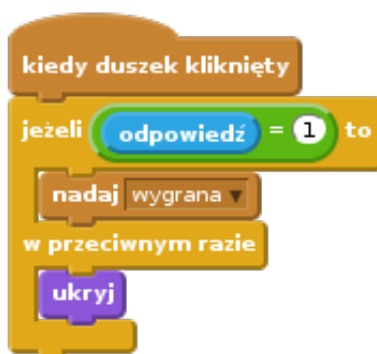 kiedy duszek kliknięty
jeżeli odpowiedź = 1 to
nadaj wygrana
w przeciwnym razie
ukryj